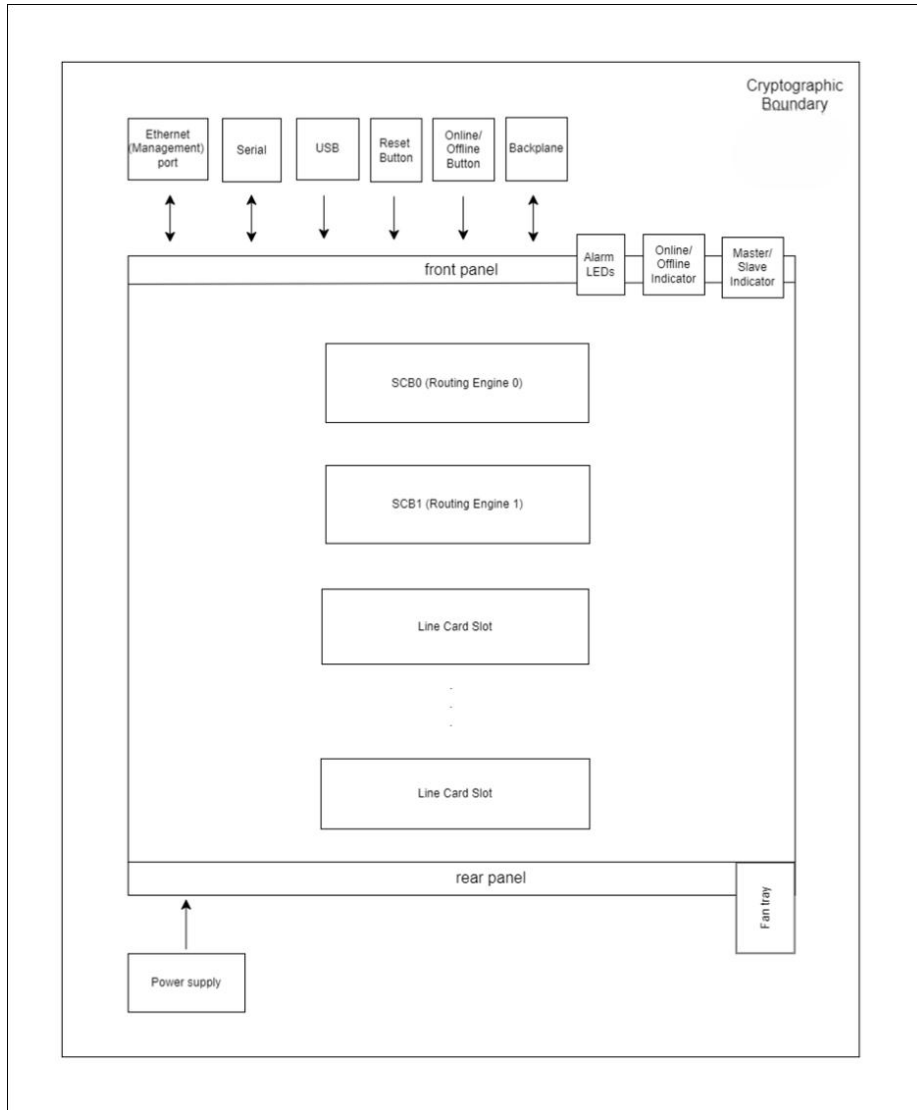 Cryptographic
Boundary
Ethernet
(Management)
port
Serial
USB
Reset
Button
Online/
Offline
Button
Backplane
front panel
Alarm
LEDs
Online/
Offline
Indicator
Master/
Slave
Indicator
SCB0 (Routing Engine 0)
SCB1 (Routing Engine 1)
Line Card Slot
.
.
.
Line Card Slot
rear panel
Fan tray
Power supply